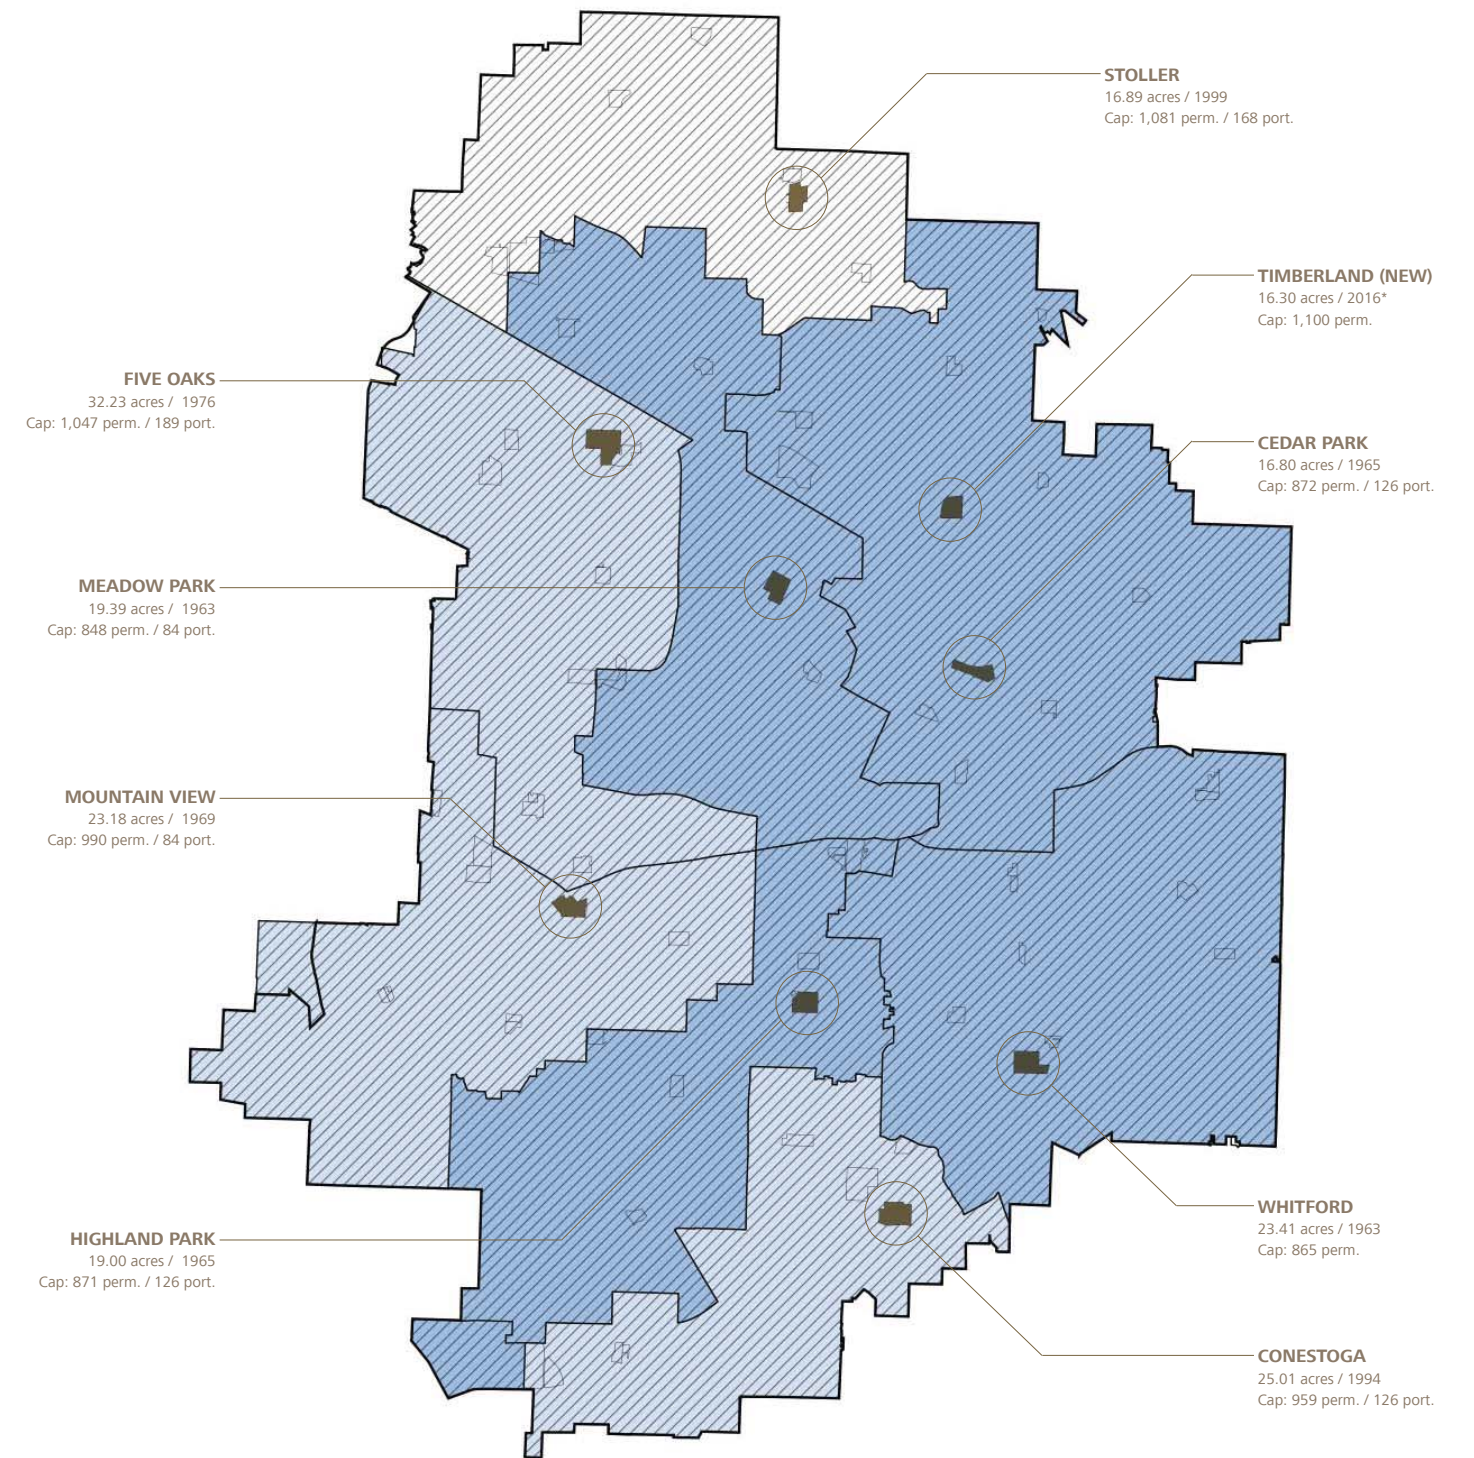 STOLLER
16.89 acres / 1999
Cap: 1,081 perm. / 168 port.
TIMBERLAND (NEW)
16.30 acres / 2016*
Cap: 1,100 perm.
FIVE OAKS
32.23 acres / 1976
Cap: 1,047 perm. / 189 port.
CEDAR PARK
16.80 acres / 1965
Cap: 872 perm. / 126 port.
MEADOW PARK
19.39 acres / 1963
Cap: 848 perm. / 84 port.
MOUNTAIN VIEW
23.18 acres / 1969
Cap: 990 perm. / 84 port.
WHITFORD
23.41 acres / 1963
Cap: 865 perm.
HIGHLAND PARK
19.00 acres / 1965
Cap: 871 perm. / 126 port.
CONESTOGA
25.01 acres / 1994
Cap: 959 perm. / 126 port.